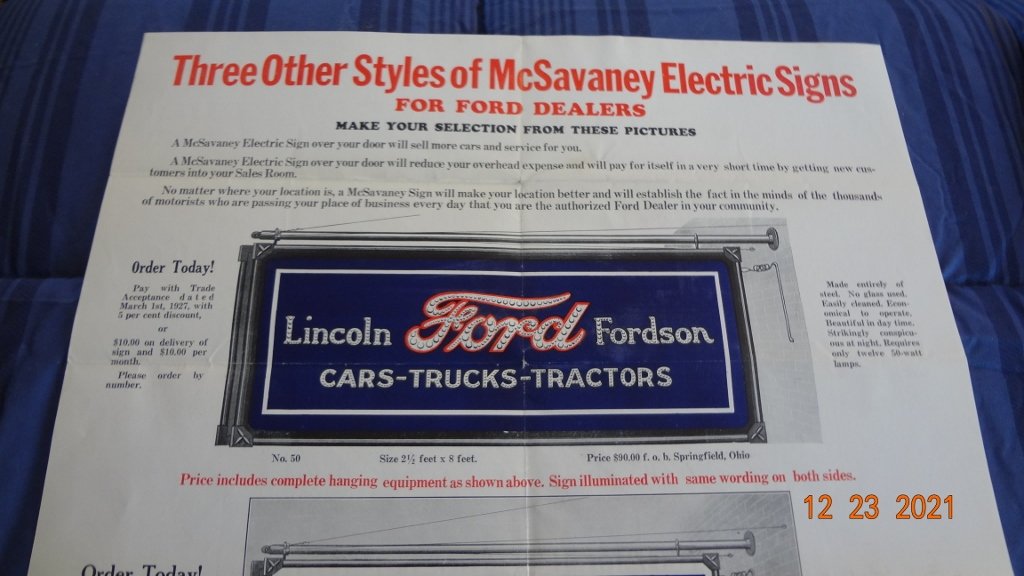 Three Other Styles of McSavaney Electric Signs
FOR FORD DEALERS
MAKE YOUR SELECTION FROM THESE PICTURES
A McSavaney Electric Sign over your door will sell more cars and service for you.
A McSavaney Electric Sign over your door will reduce your overhead expense and will pay for itself in a very short time by getting new cus-
tomers into your Sales Room.
No matter where your location is, a McSavaney Sign will make your location better and will establish the fact in the minds of the thousands
of motorists who are passing your place of business every day that you are the authorized Ford Dealer in your community.
Order Today!
Pay with Trade
Acceptance dated
March 1st, 1927, with
5 per cent discount,
or
$10.00 on delivery of
sign and $10.00 per
month.
Please order by
number.
Lincoln Ford Fordson
CARS-TRUCKS-TRACTORS
Made entirely of
steel. No glass used.
Easily cleaned. Econ-
omical to operate.
Beautiful in day time.
Strikingly conspicu-
ous at night. Requires
only twelve 50-watt
lamps.
No. 50 Size 2½ feet x 8 feet. Price $90.00 f. o. b. Springfield, Ohio
Price includes complete hanging equipment as shown above. Sign illuminated with same wording on both sides.
12 23 2021
Order Today!